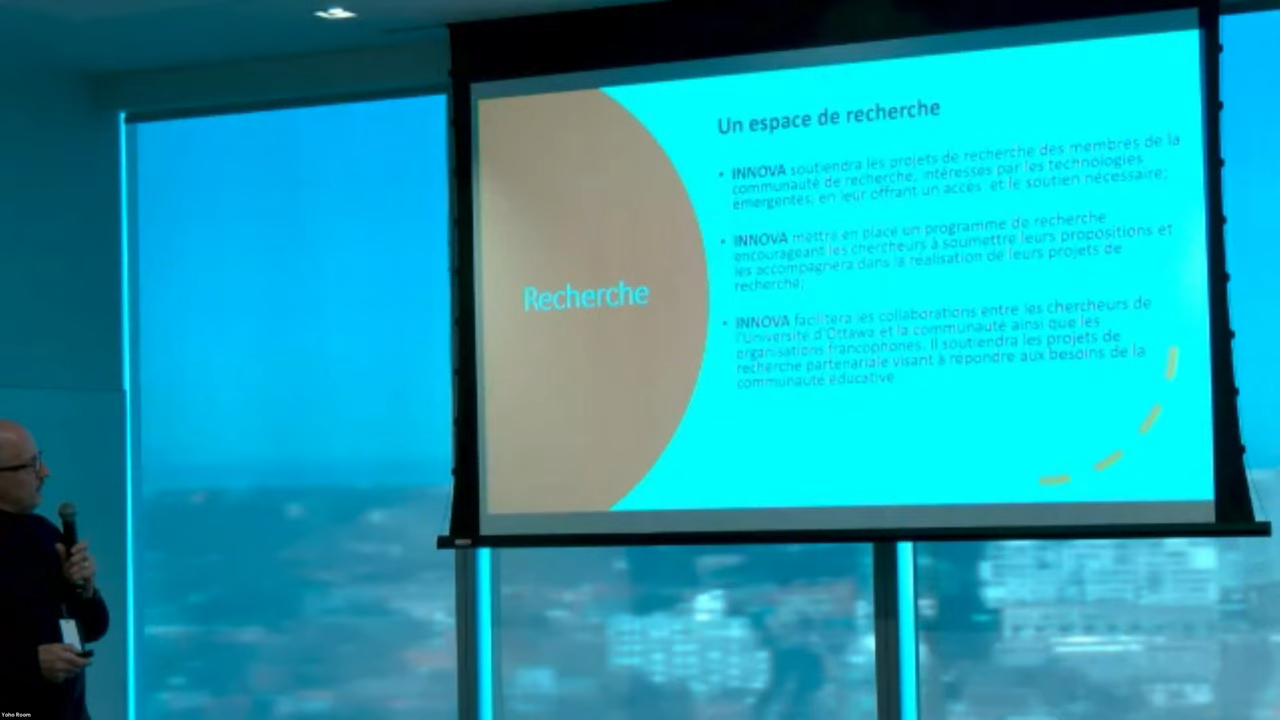 Un espace de recherche
• INNOVA soutiendra les projets de recherche des membres de la
communauté de recherche, intéressés par les technologies
émergentes, en leur offrant un accès et le soutien nécessaire;
• INNOVA mettra en place un programme de recherche
encourageant les chercheurs à soumettre leurs propositions et
les accompagnera dans la réalisation de leurs projets de
recherche;
Recherche
• INNOVA facilitera les collaborations entre les chercheurs de
l'Université d'Ottawa et la communauté ainsi que les
organisations francophones. Il soutiendra les projets de
recherche partenariale visant à répondre aux besoins de la
communauté éducative
Yoho Room